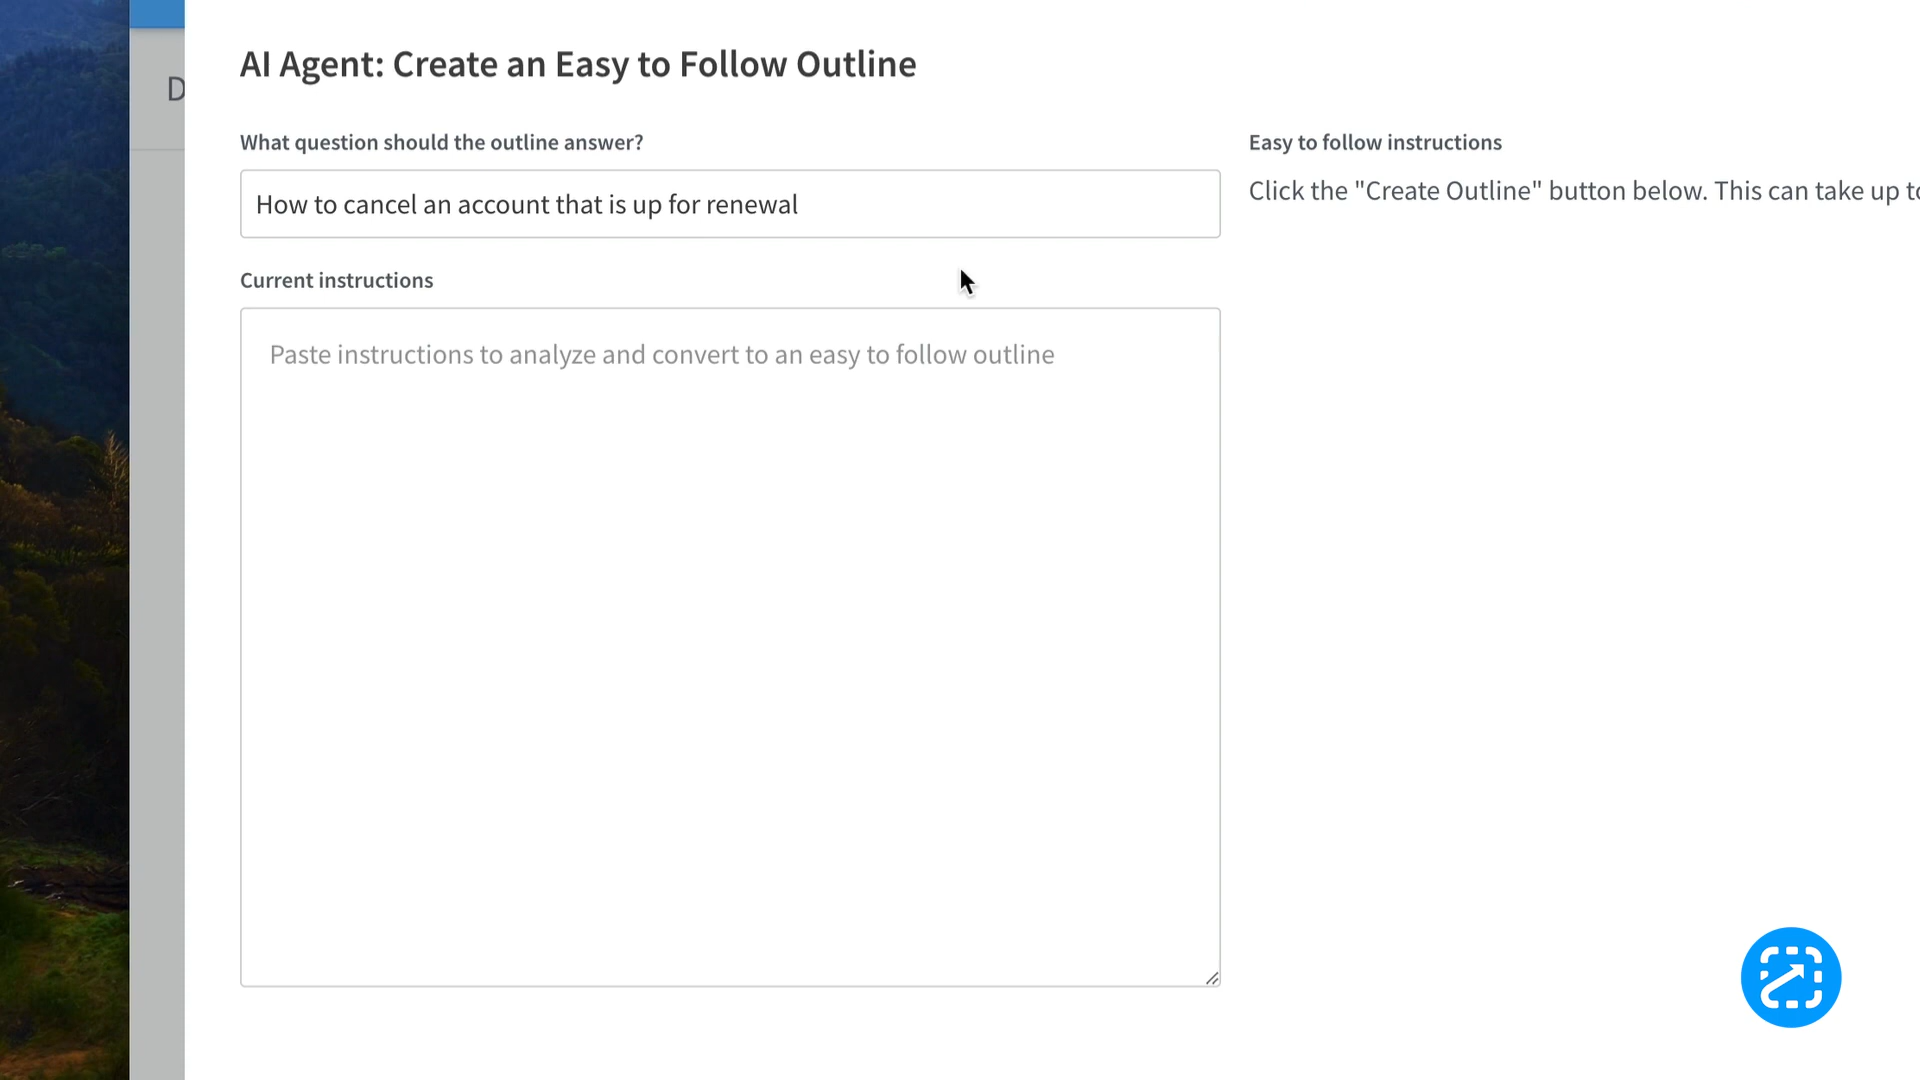 AI Agent: Create an Easy to Follow Outline
D
What question should the outline answer?
How to cancel an account that is up for renewal
Current instructions
Paste instructions to analyze and convert to an easy to follow outline
Easy to follow instructions
Click the "Create Outline" button below. This can take up to